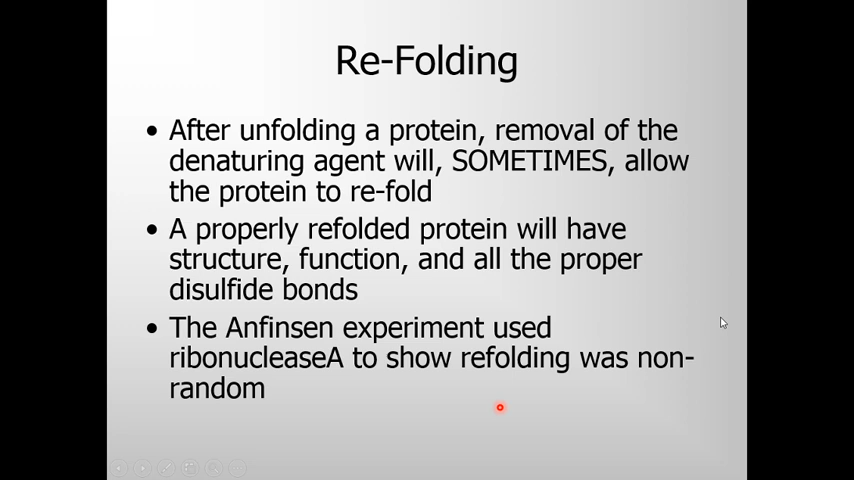 Re-Folding
• After unfolding a protein, removal of the
denaturing agent will, SOMETIMES, allow
the protein to re-fold
• A properly refolded protein will have
structure, function, and all the proper
disulfide bonds
• The Anfinsen experiment used
ribonucleaseA to show refolding was non-
random